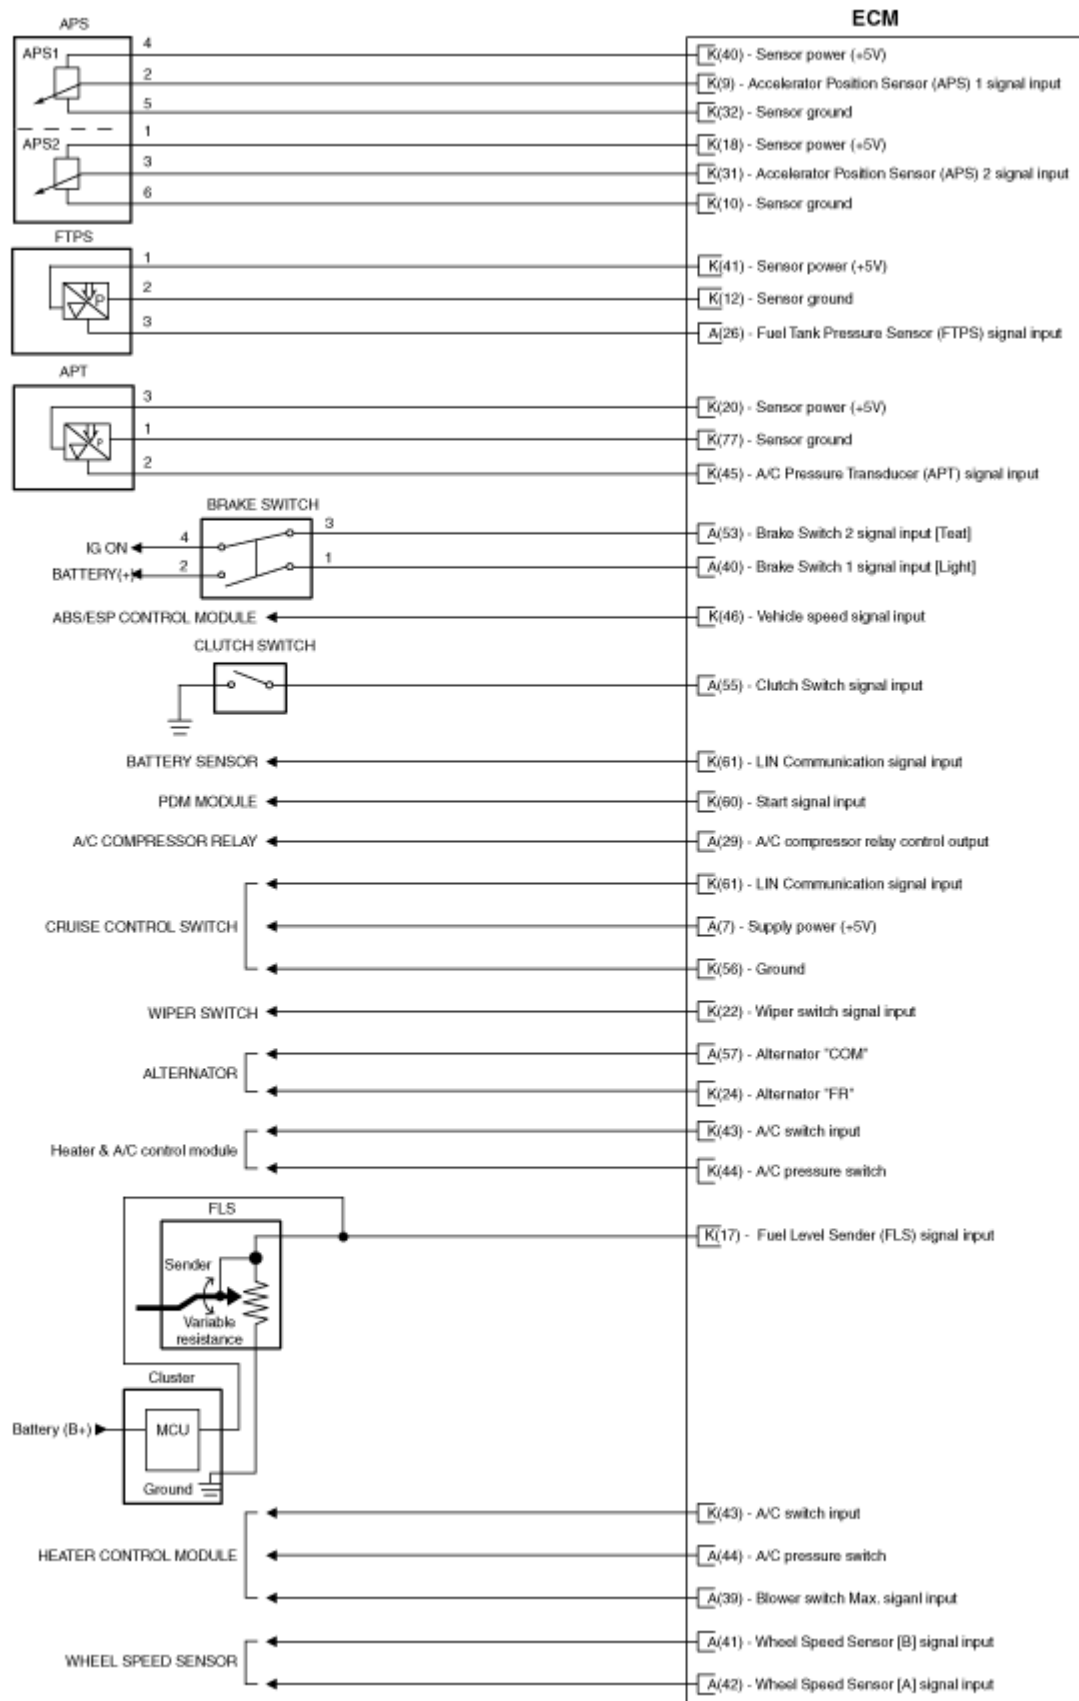 ECM
APS
APS1
4
K(40) - Sensor power (+5V)
2
K(9) - Accelerator Position Sensor (APS) 1 signal input
5
K(32) - Sensor ground
APS2
1
K(18) - Sensor power (+5V)
3
K(31) - Accelerator Position Sensor (APS) 2 signal input
6
K(10) - Sensor ground
FTPS
1
K(41) - Sensor power (+5V)
P
2
K(12) - Sensor ground
3
A(26) - Fuel Tank Pressure Sensor (FTPS) signal input
APT
3
K(20) - Sensor power (+5V)
P
1
K(77) - Sensor ground
2
K(45) - A/C Pressure Transducer (APT) signal input
BRAKE SWITCH
IG ON
4
3
A(53) - Brake Switch 2 signal input [Teat]
BATTERY(+)
2
1
A(40) - Brake Switch 1 signal input [Light]
ABS/ESP CONTROL MODULE
K(46) - Vehicle speed signal input
CLUTCH SWITCH
A(55) - Clutch Switch signal input
BATTERY SENSOR
K(61) - LIN Communication signal input
PDM MODULE
K(60) - Start signal input
A/C COMPRESSOR RELAY
A(29) - A/C compressor relay control output
CRUISE CONTROL SWITCH
K(61) - LIN Communication signal input
A(7) - Supply power (+5V)
K(56) - Ground
WIPER SWITCH
K(22) - Wiper switch signal input
ALTERNATOR
A(57) - Alternator "COM"
K(24) - Alternator "FR"
Heater & A/C control module
K(43) - A/C switch input
K(44) - A/C pressure switch
FLS
K(17) - Fuel Level Sender (FLS) signal input
Sender
Variable
resistance
Cluster
Battery (B+)
MCU
Ground
HEATER CONTROL MODULE
K(43) - A/C switch input
A(44) - A/C pressure switch
A(39) - Blower switch Max. siganl input
WHEEL SPEED SENSOR
A(41) - Wheel Speed Sensor [B] signal input
A(42) - Wheel Speed Sensor [A] signal input